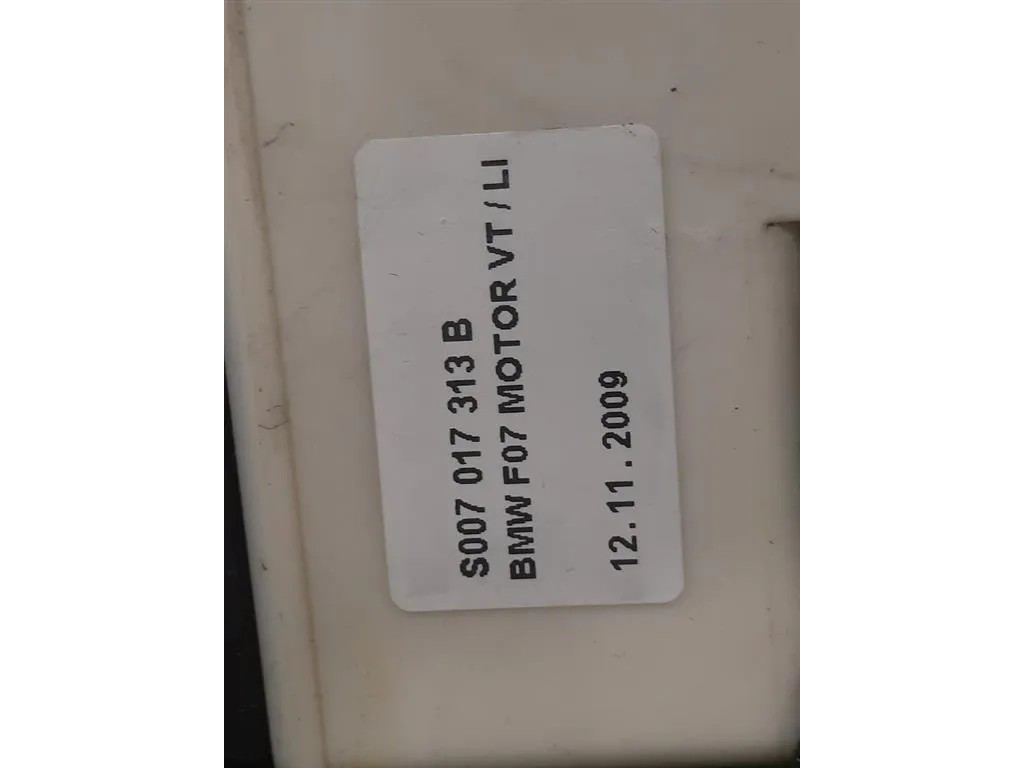 S007 017 313 B
BMW F07 MOTOR VT / LI
12.11.2009